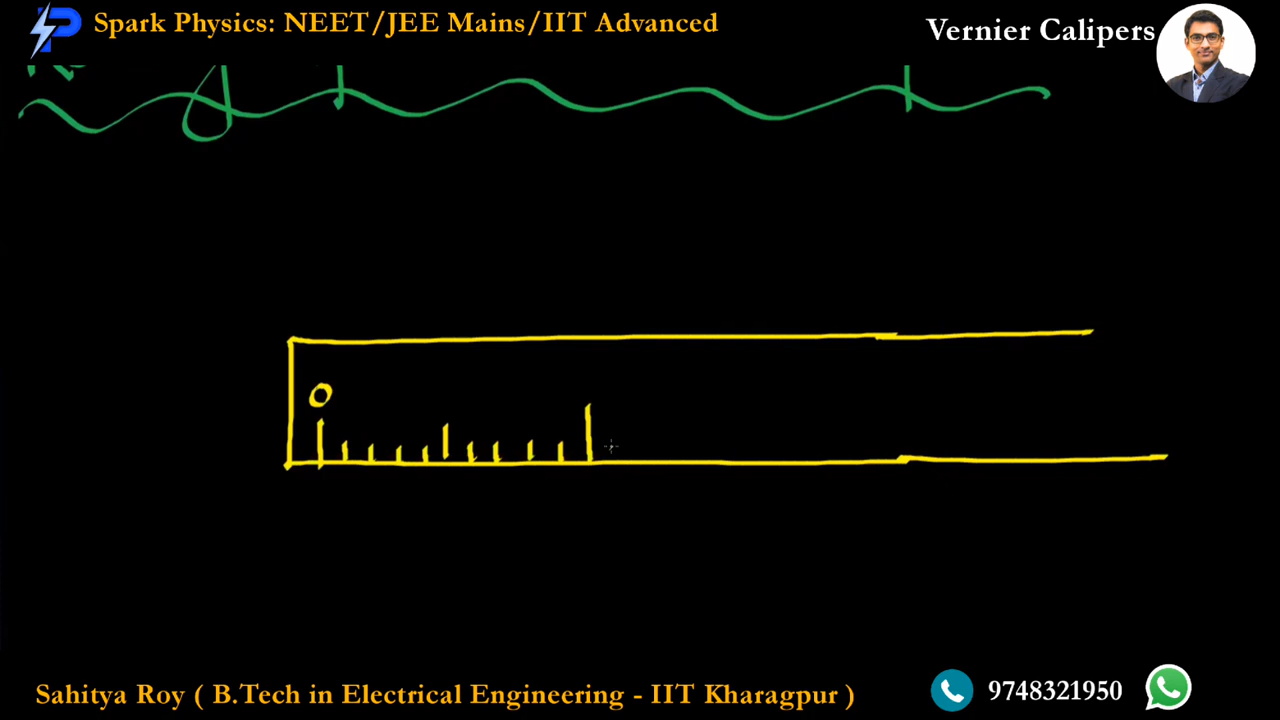 Spark Physics: NEET/JEE Mains/IIT Advanced
Vernier Calipers
0
Sahitya Roy ( B.Tech in Electrical Engineering - IIT Kharagpur )
9748321950